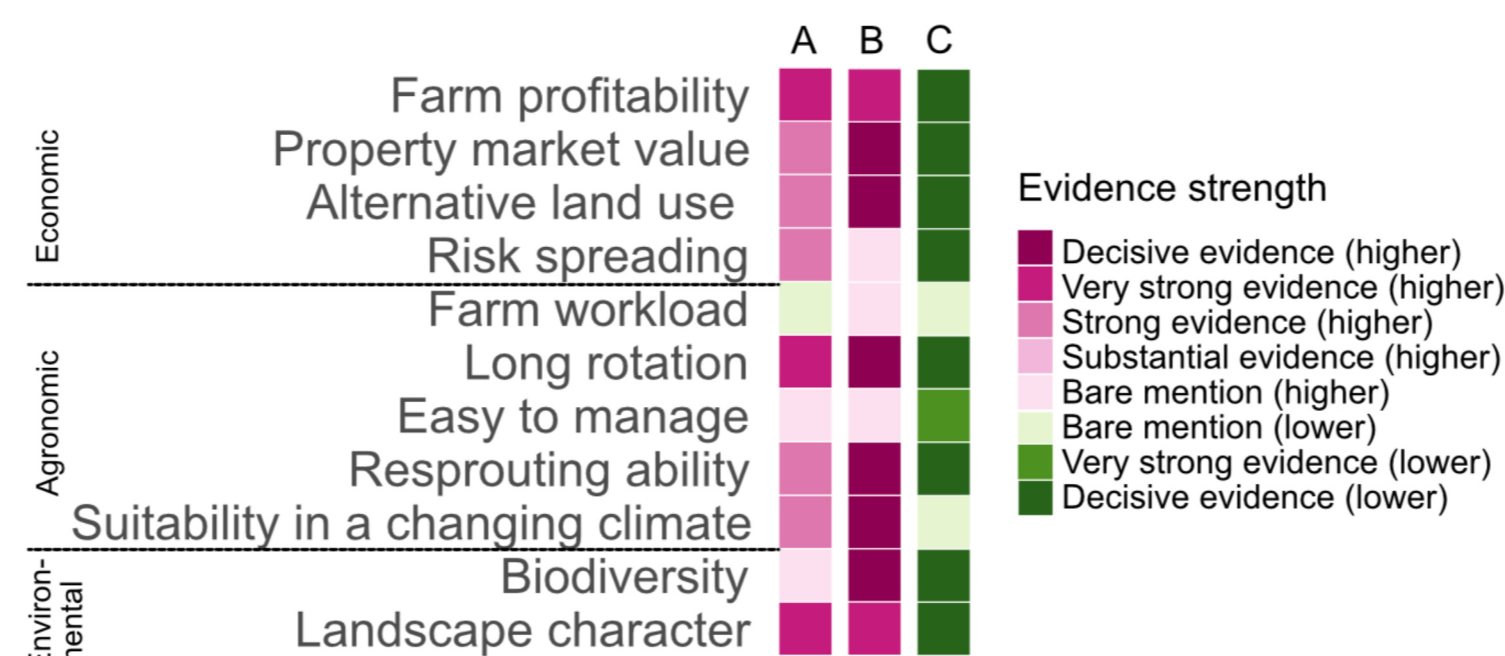 A B C
Economic
Farm profitability
Property market value
Alternative land use
Risk spreading
Agronomic
Farm workload
Long rotation
Easy to manage
Resprouting ability
Suitability in a changing climate
Biodiversity
Landscape character
Evidence strength
Decisive evidence (higher)
Very strong evidence (higher)
Strong evidence (higher)
Substantial evidence (higher)
Bare mention (higher)
Bare mention (lower)
Very strong evidence (lower)
Decisive evidence (lower)